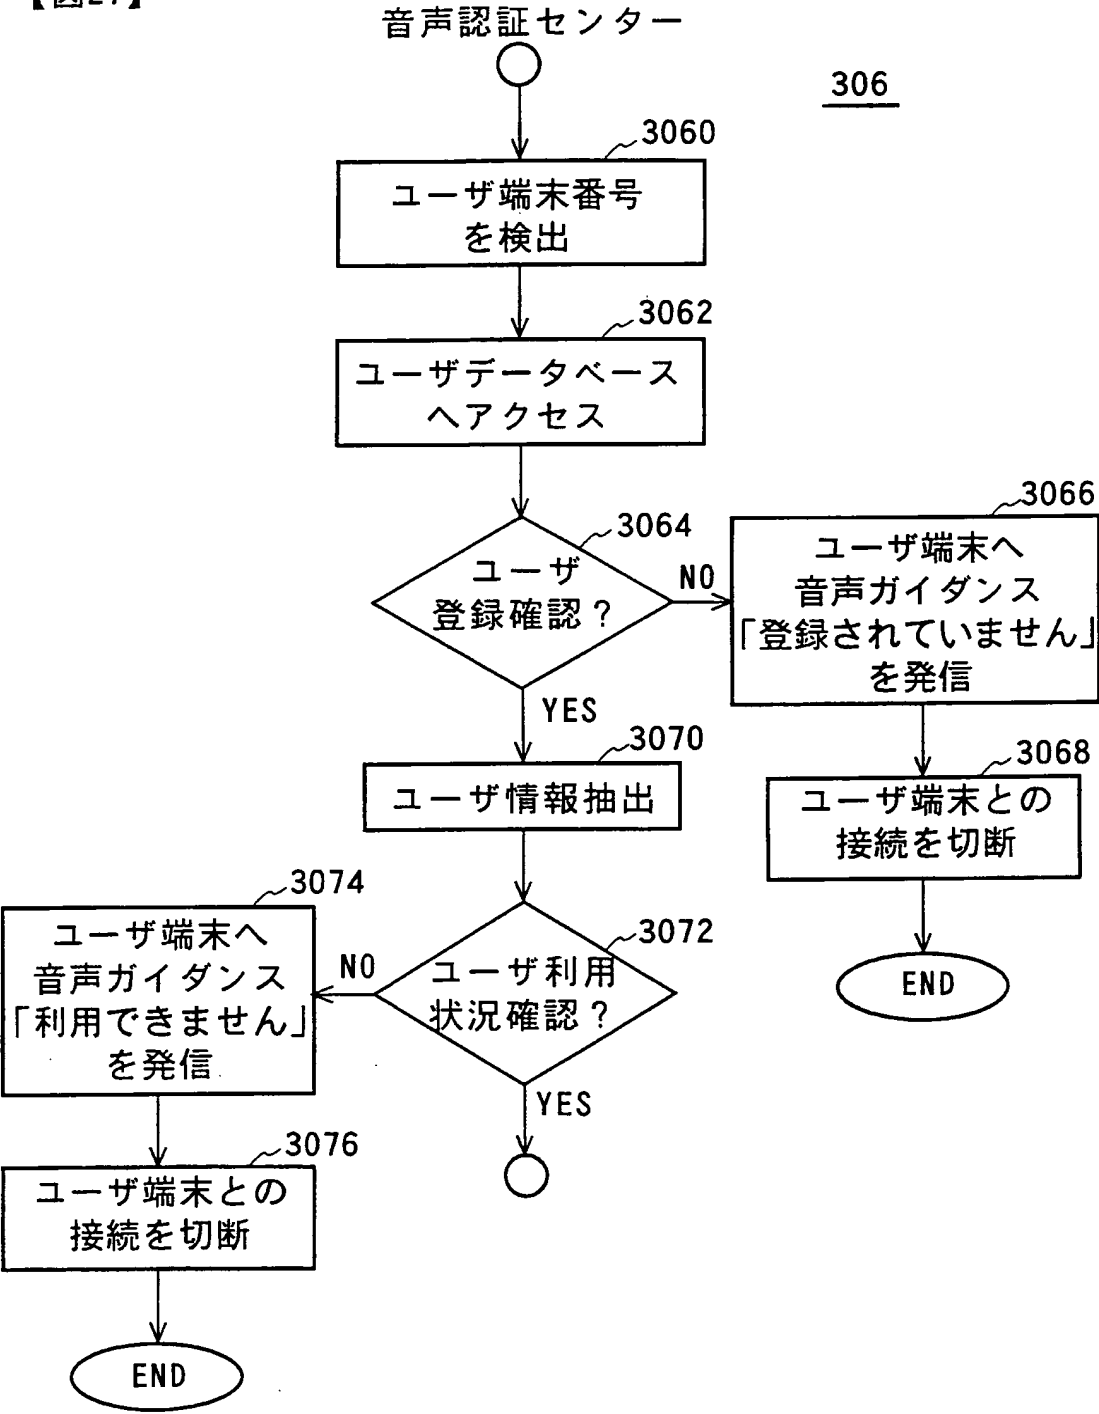 音声認証センター
306
3060
ユーザ端末番号
を検出
3062
ユーザデータベース
へアクセス
3064
ユーザ
登録確認?
NO
YES
3066
ユーザ端末へ
音声ガイダンス
「登録されていません」
を発信
3068
ユーザ端末との
接続を切断
END
3070
ユーザ情報抽出
3072
ユーザ利用
状況確認?
NO
YES
3074
ユーザ端末へ
音声ガイダンス
「利用できません」
を発信
3076
ユーザ端末との
接続を切断
END